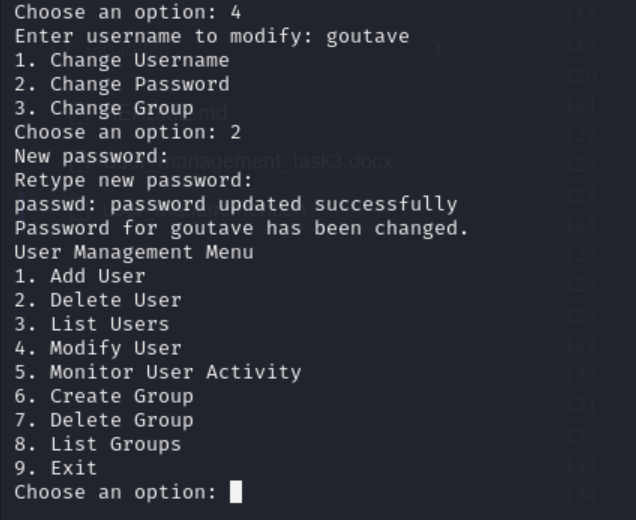 Choose an option: 4
Enter username to modify: goutave
1. Change Username
2. Change Password
3. Change Group
Choose an option: 2
New password:
Retype new password:
passwd: password updated successfully
Password for goutave has been changed.
User Management Menu
1. Add User
2. Delete User
3. List Users
4. Modify User
5. Monitor User Activity
6. Create Group
7. Delete Group
8. List Groups
9. Exit
Choose an option: